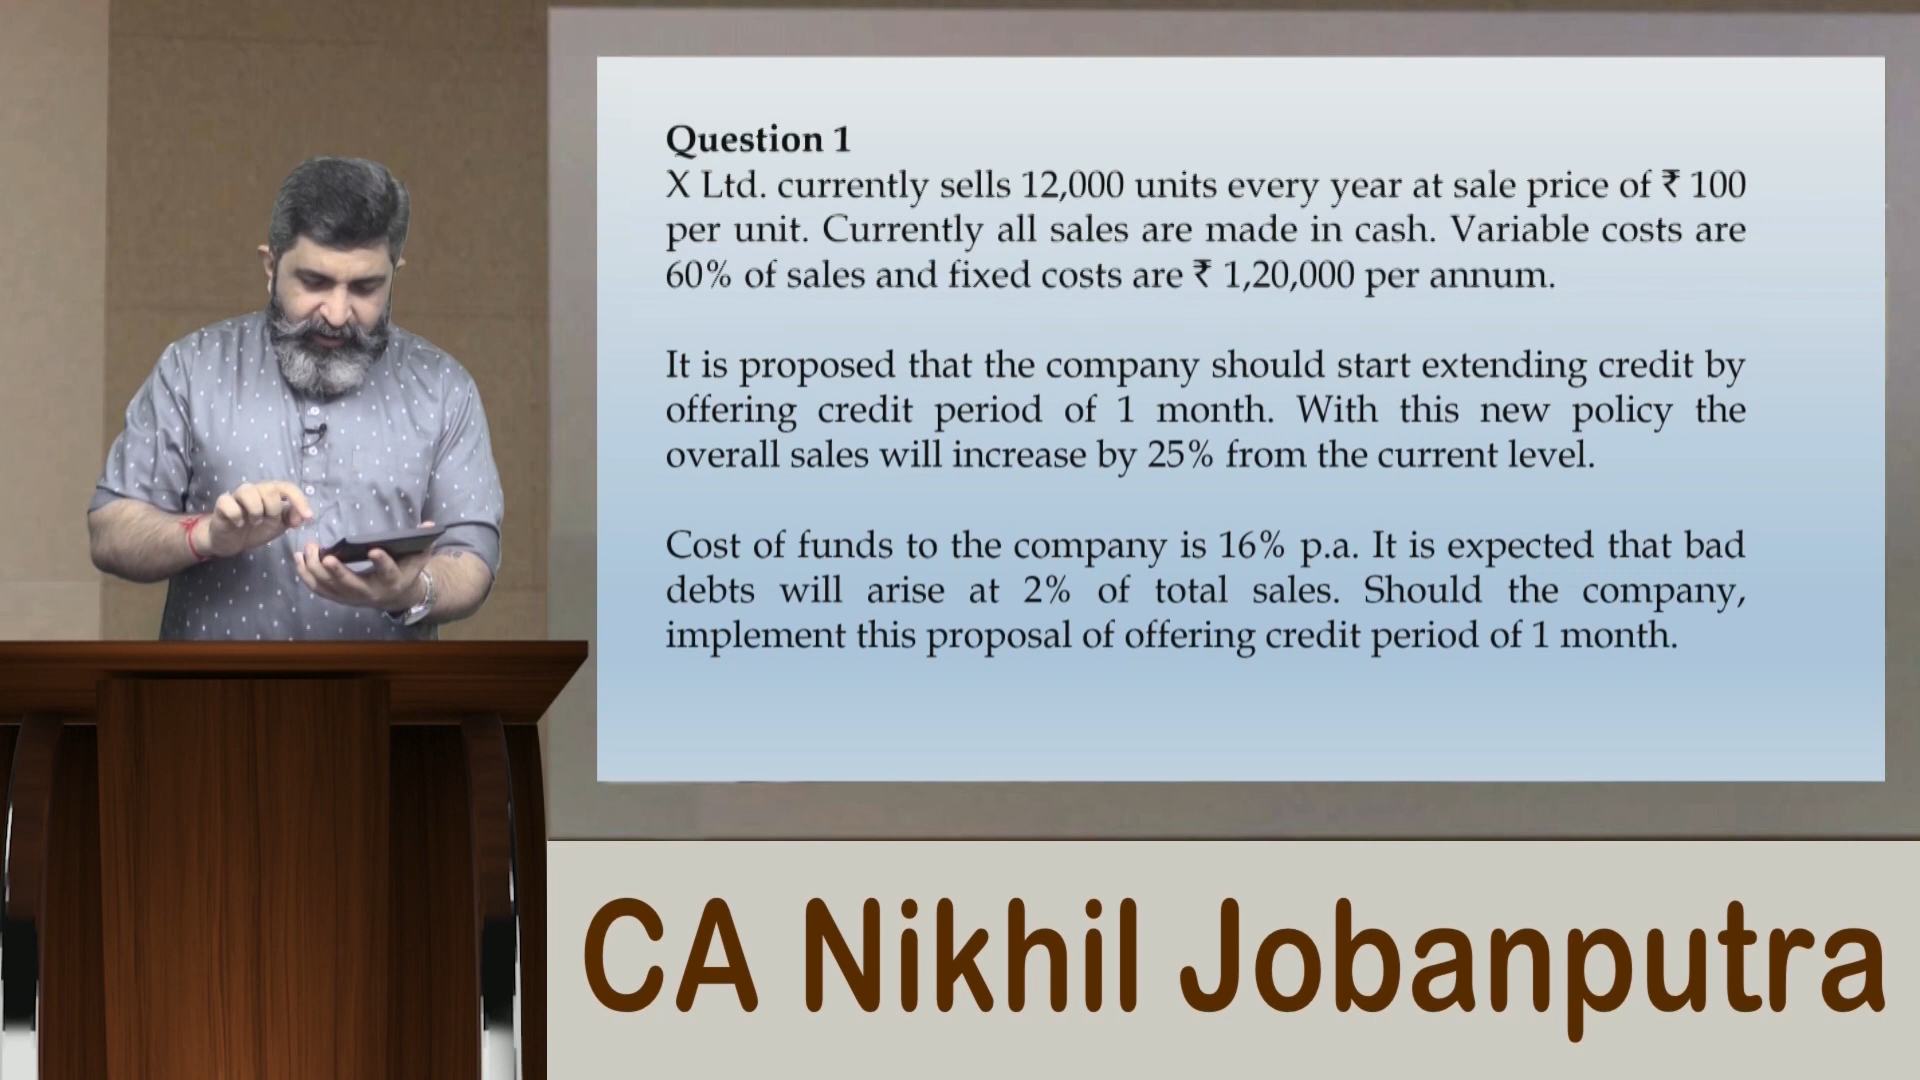 Question 1
X Ltd. currently sells 12,000 units every year at sale price of ₹ 100
per unit. Currently all sales are made in cash. Variable costs are
60% of sales and fixed costs are ₹ 1,20,000 per annum.
It is proposed that the company should start extending credit by
offering credit period of 1 month. With this new policy the
overall sales will increase by 25% from the current level.
Cost of funds to the company is 16% p.a. It is expected that bad
debts will arise at 2% of total sales. Should the company,
implement this proposal of offering credit period of 1 month.
CA Nikhil Jobanputra